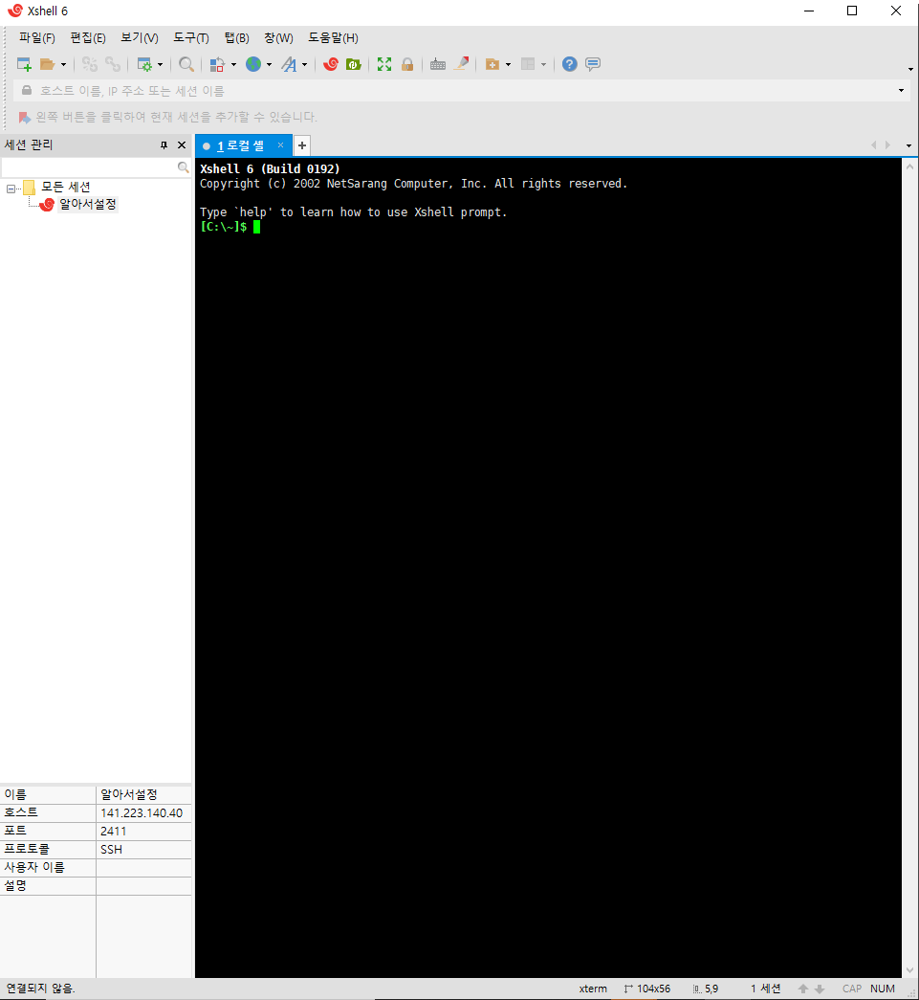 Xshell 6
파일(F) 편집(E) 보기(V) 도구(T) 탭(B) 창(W) 도움말(H)
호스트 이름, IP 주소 또는 세션 이름
왼쪽 버튼을 클릭하여 현재 세션을 추가할 수 있습니다.
세션 관리
1 로컬 셸
모든 세션
알아서설정
Xshell 6 (Build 0192)
Copyright (c) 2002 NetSarang Computer, Inc. All rights reserved.
Type `help' to learn how to use Xshell prompt.
[C:\~]$
이름 알아서설정
호스트 141.223.140.40
포트 2411
프로토콜 SSH
사용자 이름
설명
연결되지 않음. xterm 104x56 5,9 1 세션 CAP NUM